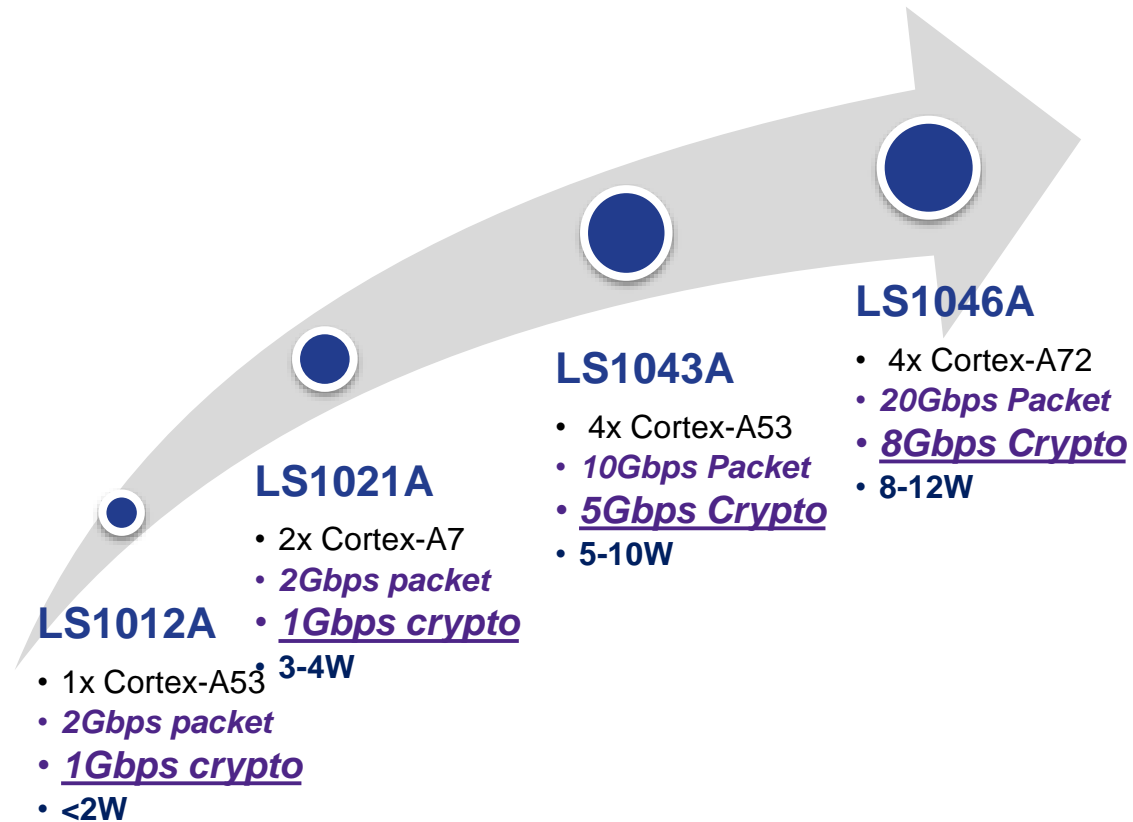 LS1046A
• 4x Cortex-A72
• 20Gbps Packet
• 8Gbps Crypto
• 8-12W
LS1043A
• 4x Cortex-A53
• 10Gbps Packet
• 5Gbps Crypto
• 5-10W
LS1021A
• 2x Cortex-A7
• 2Gbps packet
• 1Gbps crypto
• 3-4W
LS1012A
• 1x Cortex-A53
• 2Gbps packet
• 1Gbps crypto
• <2W